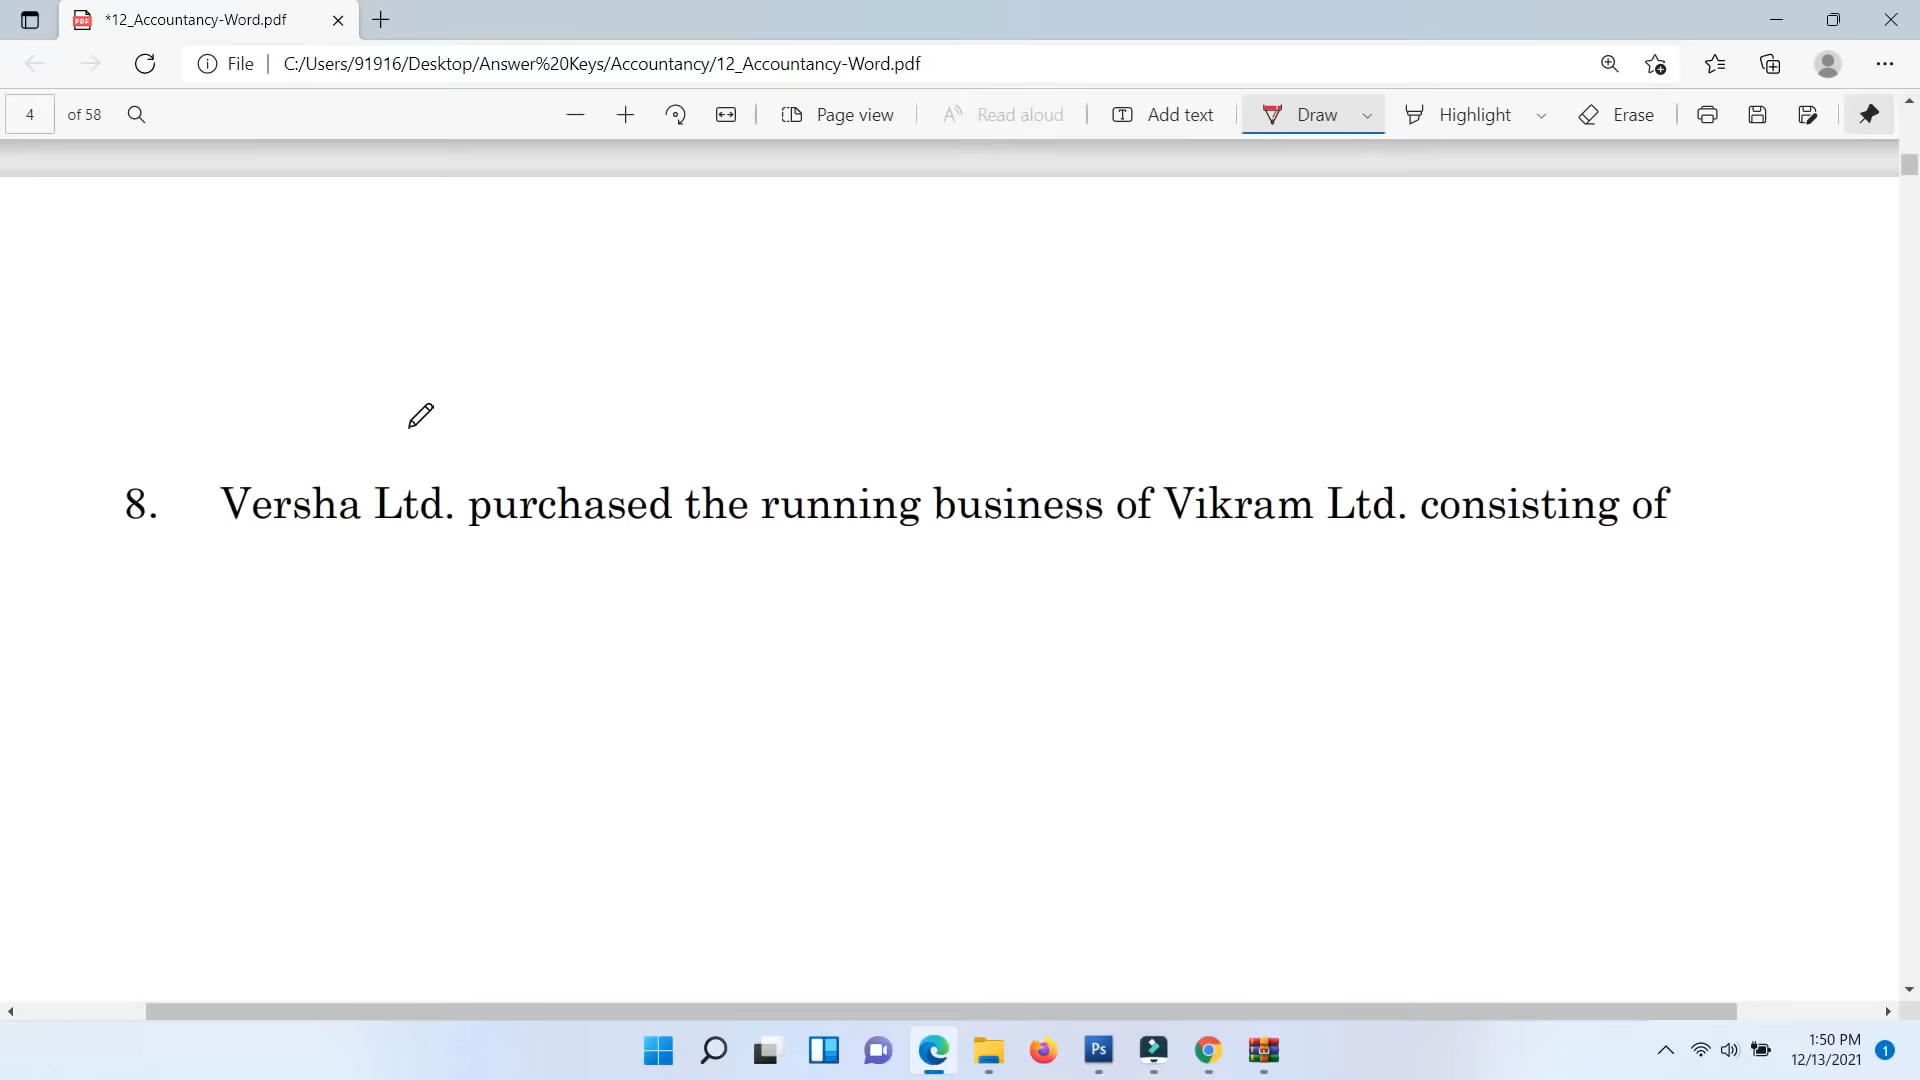 *12_Accountancy-Word.pdf
File
C:/Users/91916/Desktop/Answer%20Keys/Accountancy/12_Accountancy-Word.pdf
4 of 58
Page view
Read aloud
Add text
Draw
Highlight
Erase
8. Versha Ltd. purchased the running business of Vikram Ltd. consisting of
Ps
1:50 PM
12/13/2021
1